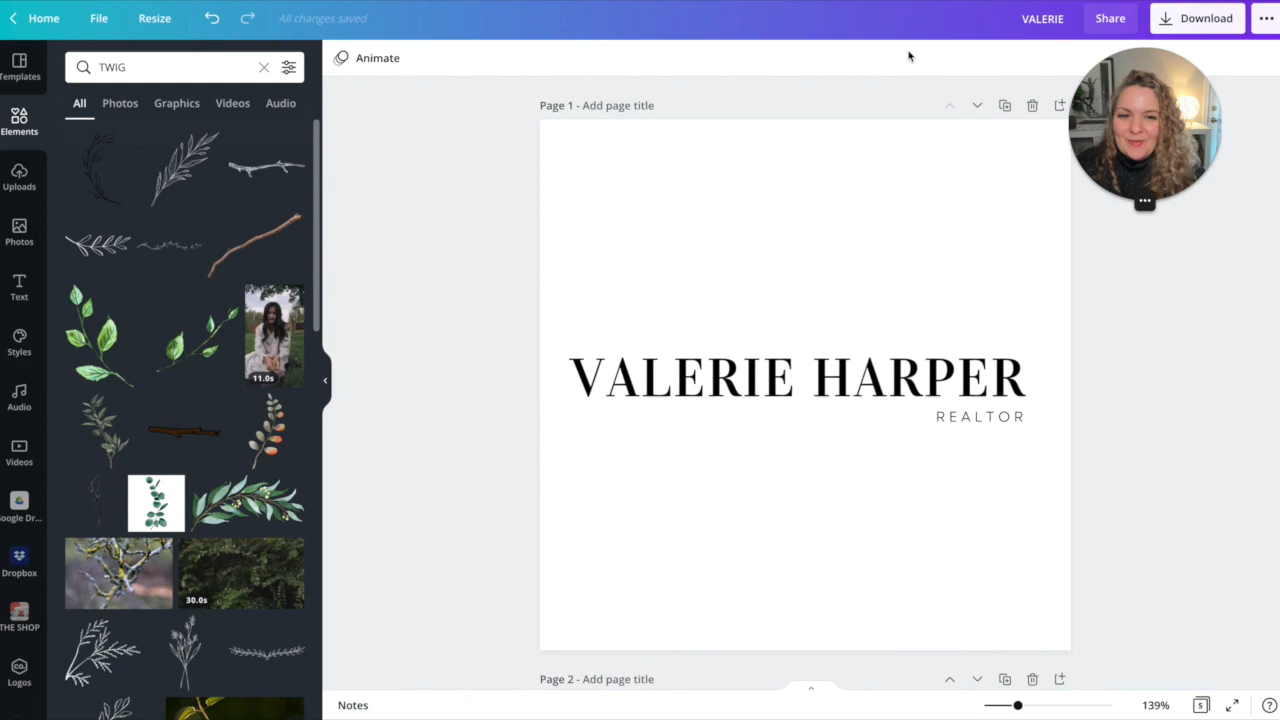 Home File Resize All changes saved VALERIE Share Download
Templates
Elements
Uploads
Photos
Text
Styles
Audio
Videos
Google Dr...
Dropbox
THE SHOP
CO.
Logos
TWIG
All Photos Graphics Videos Audio
11.0s
30.0s
Animate
Page 1 - Add page title
VALERIE HARPER
REALTOR
Page 2 - Add page title
Notes 139% 5 ?